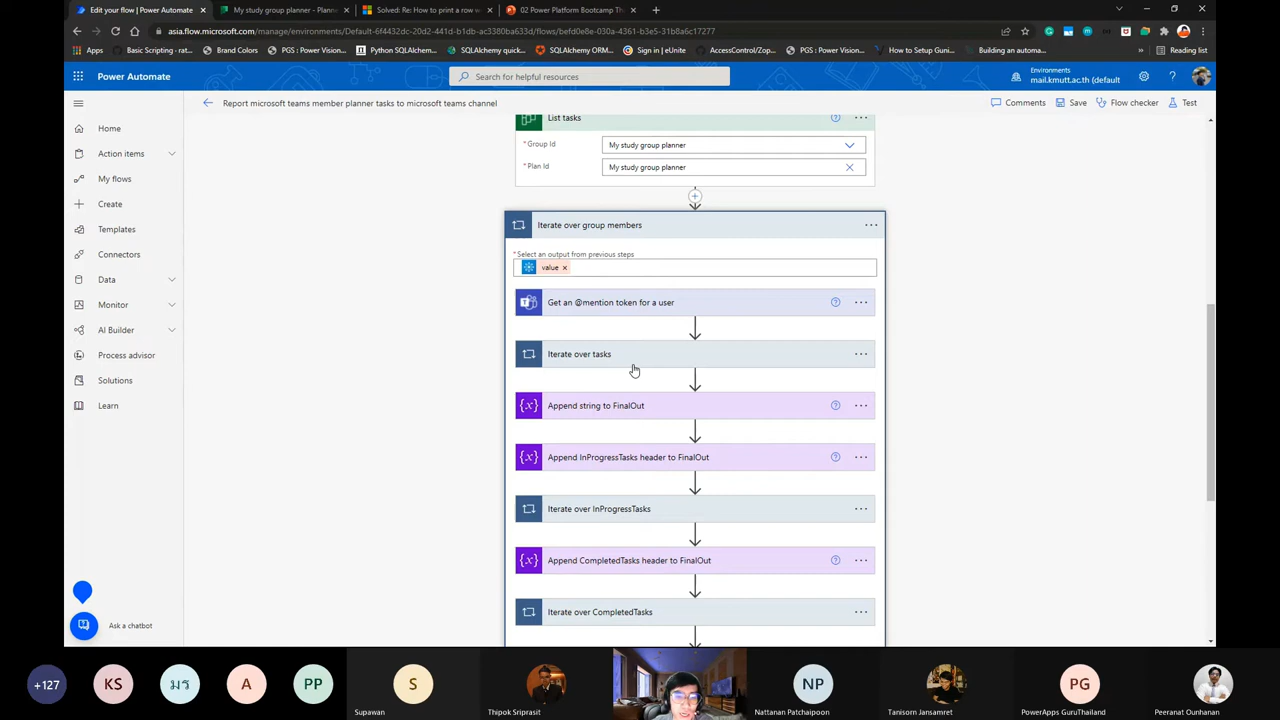 Edit your flow | Power Automate
My study group planner - Planne
Solved: Re: How to print a row w
02 Power Platform Bootcamp Tha
asia.flow.microsoft.com/manage/environments/Default-6f4432dc-20d2-441d-b1db-ac3380ba633d/flows/befd0e8e-030a-4361-b3e5-31b16822b775
Apps
Basic Scripting - rat...
Brand Colors
PGS : Power Vision...
Python SQLAlchemy
SQLAlchemy quick...
SQLAlchemy ORM...
Sign in | eUnite
AccessControl/Zop...
PGS : Power Vision...
How to Setup Guni...
Building an automa...
Reading list
Power Automate
Search for helpful resources
Environments
mail.kmutt.ac.th (default
Report microsoft teams member planner tasks to microsoft teams channel
Comments
Save
Flow checker
Test
Home
Action items
My flows
Create
Templates
Connectors
Data
Monitor
AI Builder
Process advisor
Solutions
Learn
Ask a chatbot
List tasks
* Group Id
My study group planner
* Plan Id
My study group planner
Iterate over group members
* Select an output from previous steps
value
Get an @mention token for a user
Iterate over tasks
Append string to FinalOut
Append InProgressTasks header to FinalOut
Iterate over InProgressTasks
Append CompletedTasks header to FinalOut
Iterate over CompletedTasks
+127
KS
มร
A
PP
S
Supawan
Thipok Sriprasit
NP
Nattanan Patchaipoon
Tanisorn Jansamret
PG
PowerApps GuruThailand
Peeranat Ounhanan